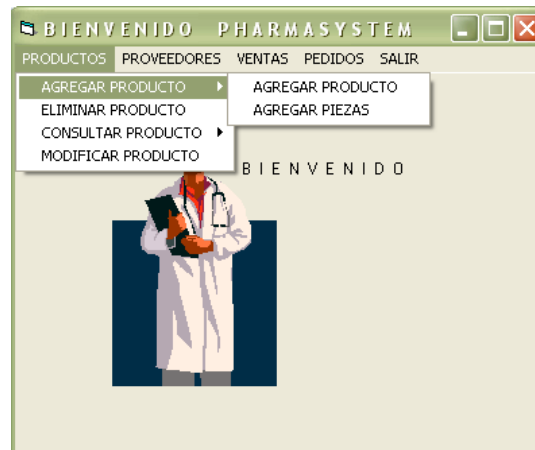 BIENVENIDO PHARMASYSTEM
PRODUCTOS PROVEEDORES VENTAS PEDIDOS SALIR
AGREGAR PRODUCTO AGREGAR PRODUCTO
ELIMINAR PRODUCTO AGREGAR PIEZAS
CONSULTAR PRODUCTO
MODIFICAR PRODUCTO
BIENVENIDO